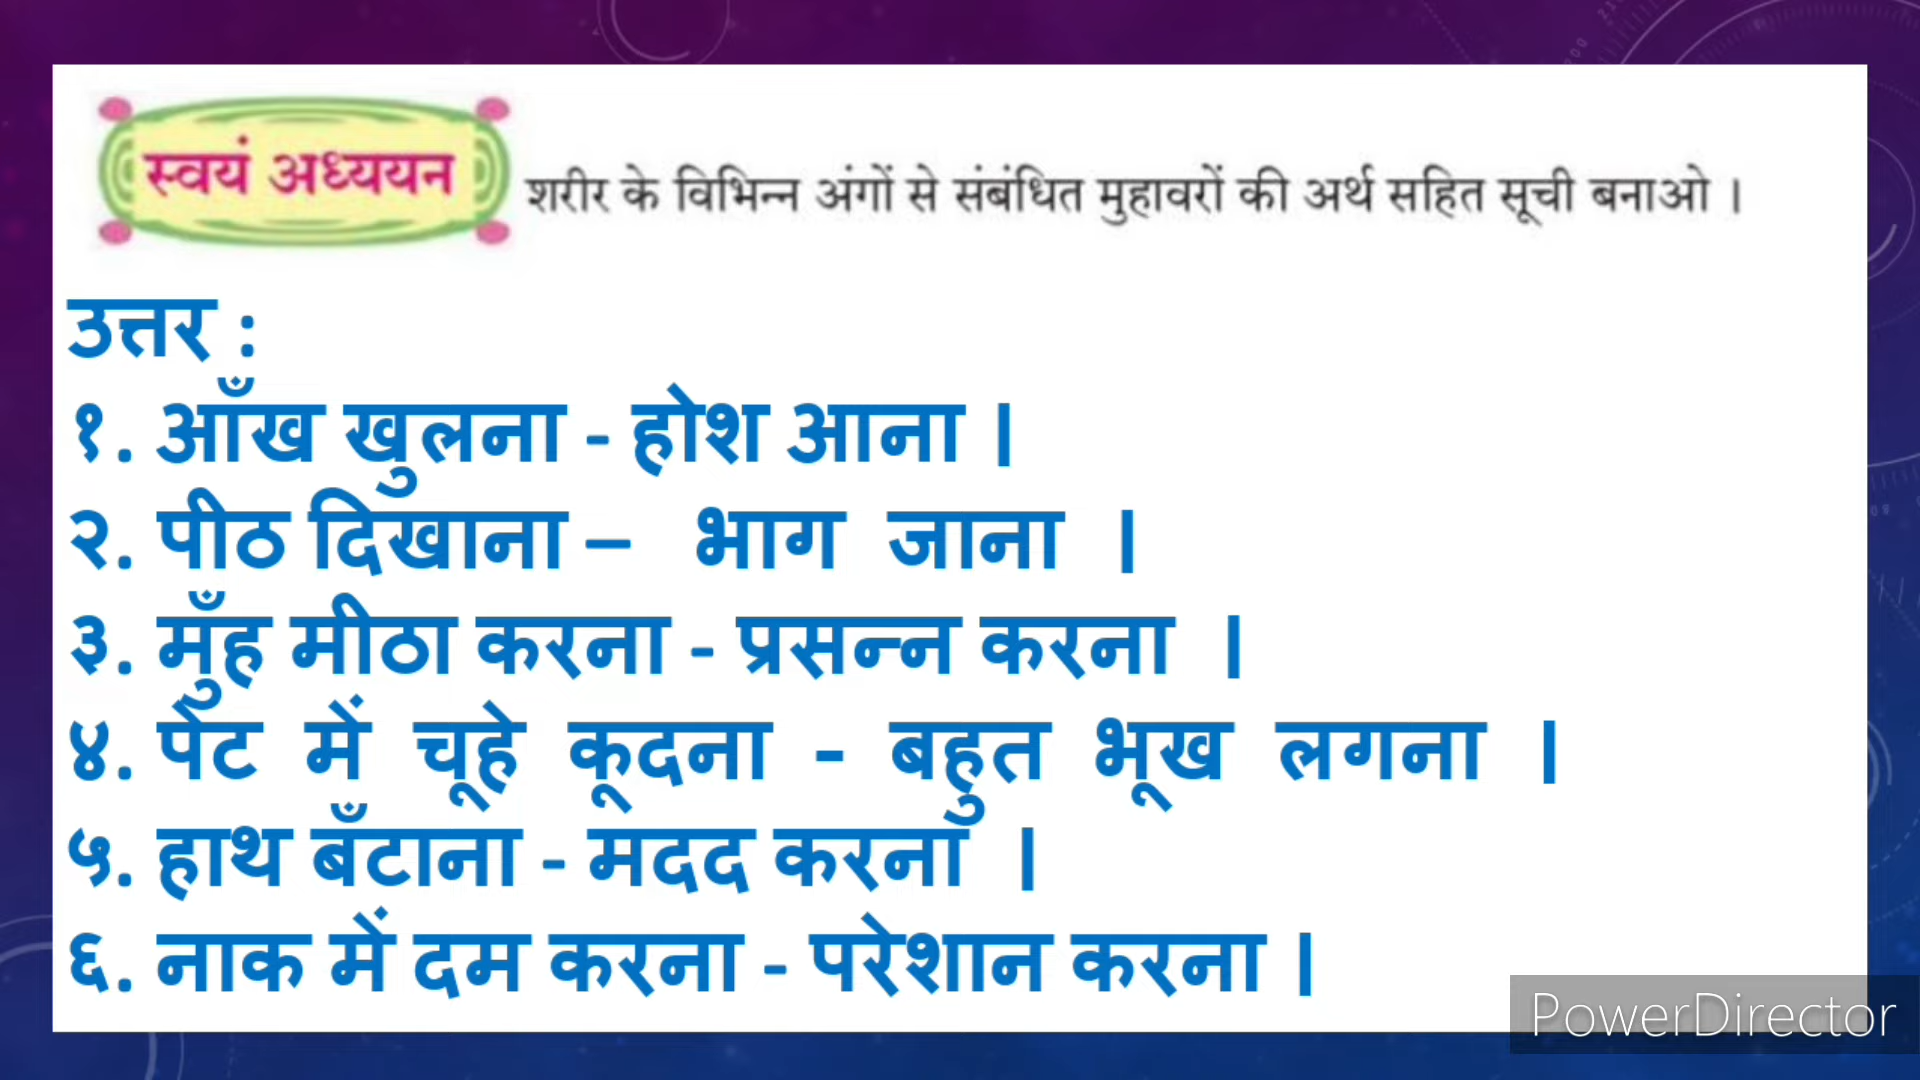 स्वयं अध्ययन
शरीर के विभिन्न अंगों से संबंधित मुहावरों की अर्थ सहित सूची बनाओ ।
उत्तर :
१. आँख खुलना - होश आना ।
२. पीठ दिखाना – भाग जाना ।
३. मुँह मीठा करना - प्रसन्न करना ।
४. पेट में चूहे कूदना - बहुत भूख लगना ।
५. हाथ बँटाना - मदद करना ।
६. नाक में दम करना - परेशान करना ।
PowerDirector